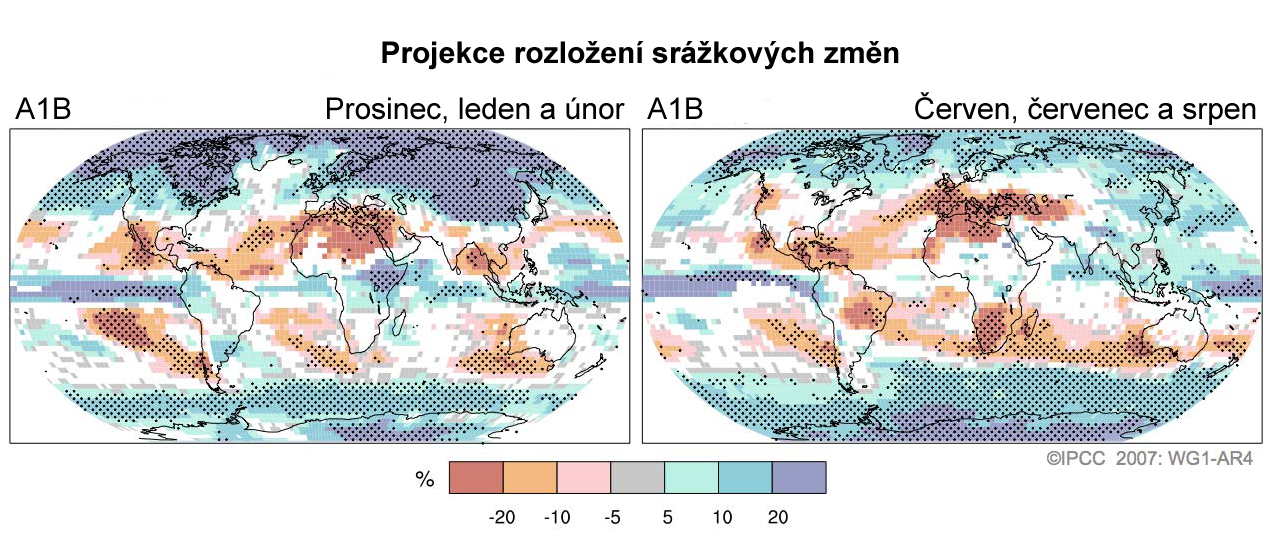 Projekce rozložení srážkových změn
A1B Prosinec, leden a únor
A1B Červen, červenec a srpen
©IPCC 2007: WG1-AR4
%
-20 -10 -5 5 10 20